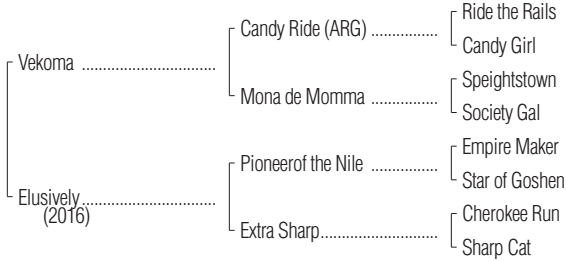 Ride the Rails
Candy Ride (ARG) ................
Candy Girl
Vekoma ................................
Speightstown
Mona de Momma ................
Society Gal
Empire Maker
Pioneerof the Nile ................
Star of Goshen
Elusively................................
(2016)
Cherokee Run
Extra Sharp............................
Sharp Cat